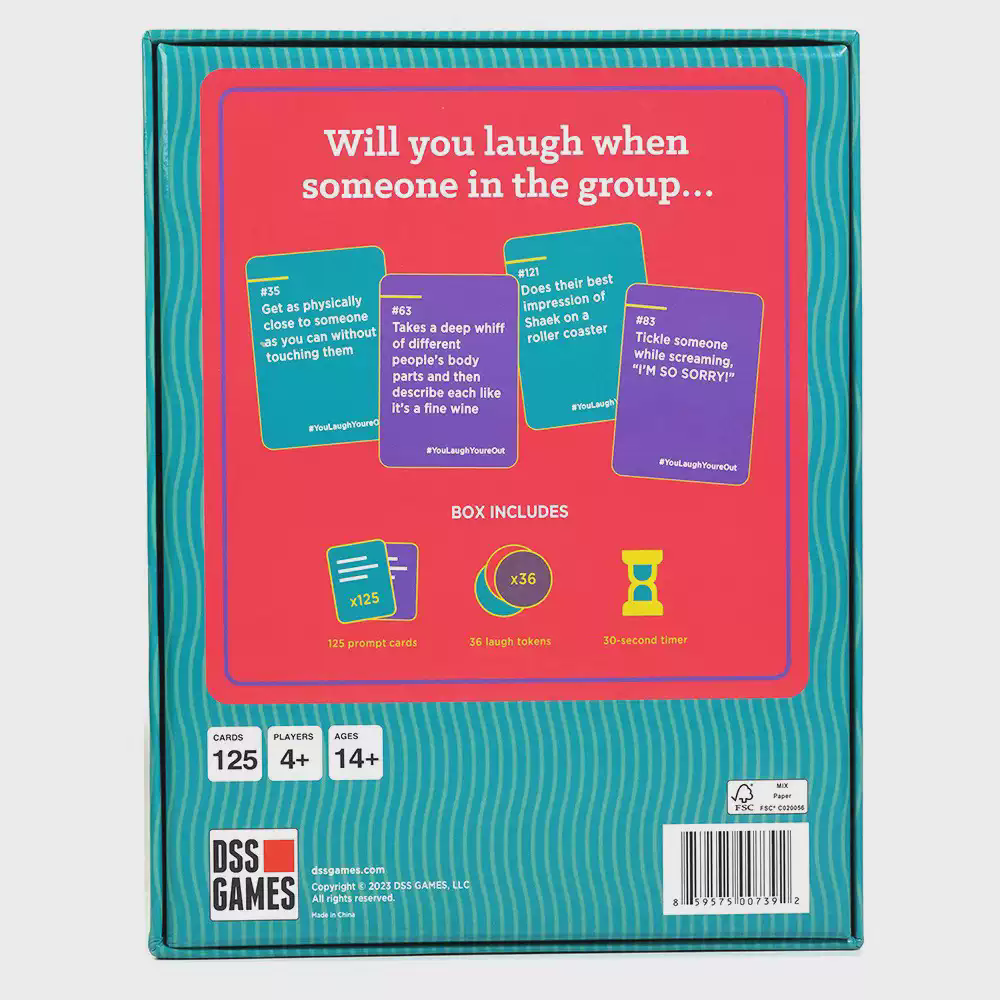 Will you laugh when
someone in the group...
#35
Get as physically
close to someone
as you can without
touching them
#YouLaughYoureO
#63
Takes a deep whiff
of different
people's body
parts and then
describe each like
it's a fine wine
#YouLaughYoureOut
#121
Does their best
impression of
Shaek on a
roller coaster
#YouLaughY
#83
Tickle someone
while screaming,
"I'M SO SORRY!"
#YouLaughYoureOut
BOX INCLUDES
x125
125 prompt cards
x36
36 laugh tokens
30-second timer
CARDS
125
PLAYERS
4+
AGES
14+
FSC
MIX
Paper
FSC® C020056
DSS
GAMES
dssgames.com
Copyright © 2023 DSS GAMES, LLC
All rights reserved.
Made in China
8 59575 00739 2